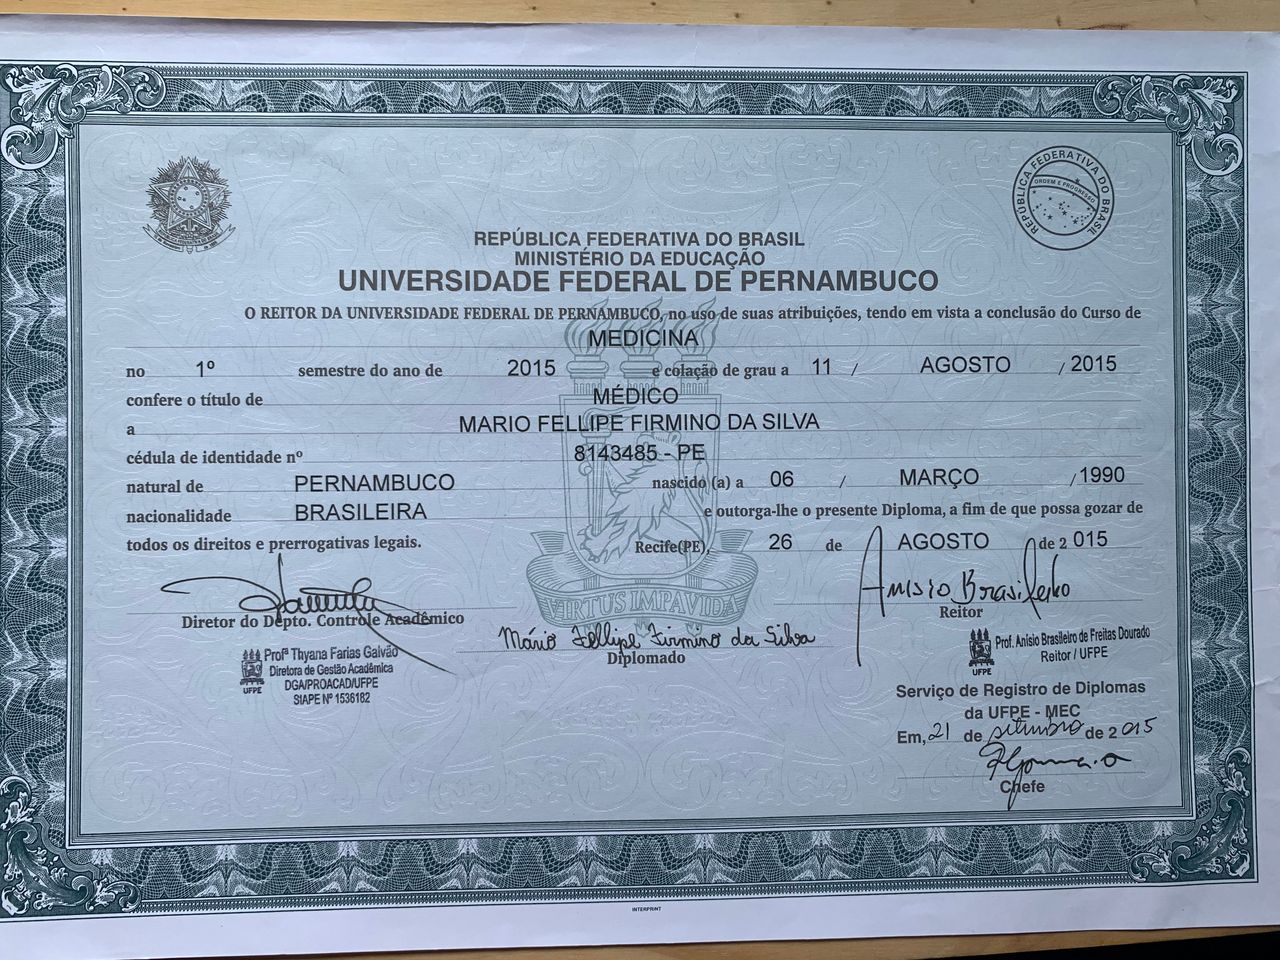 REPÚBLICA FEDERATIVA DO BRASIL
ORDEM E PROGRESSO
REPÚBLICA FEDERATIVA DO BRASIL
MINISTÉRIO DA EDUCAÇÃO
UNIVERSIDADE FEDERAL DE PERNAMBUCO
O REITOR DA UNIVERSIDADE FEDERAL DE PERNAMBUCO, no uso de suas atribuições, tendo em vista a conclusão do Curso de
MEDICINA
no 1º semestre do ano de 2015 e colação de grau a 11 / AGOSTO / 2015
confere o título de MÉDICO
a MARIO FELLIPE FIRMINO DA SILVA
cédula de identidade nº 8143485 - PE
natural de PERNAMBUCO nascido (a) a 06 / MARÇO / 1990
nacionalidade BRASILEIRA e outorga-lhe o presente Diploma, a fim de que possa gozar de
todos os direitos e prerrogativas legais. Recife(PE), 26 de AGOSTO de 2 015
VIRTUS IMPAVIDA
Anisio Brasileiro
Diretor do Depto. Controle Acadêmico
Reitor
Mário Fellipe Firmino da Silva
Diplomado
Profª Thyana Farias Galvão
Diretora de Gestão Acadêmica
DGA/PROACAD/UFPE
SIAPE Nº 1536182
UFPE
Prof. Anísio Brasileiro de Freitas Dourado
Reitor / UFPE
UFPE
Serviço de Registro de Diplomas
da UFPE - MEC
Em, 21 de setembro de 2 015
Chefe
INTERPRINT